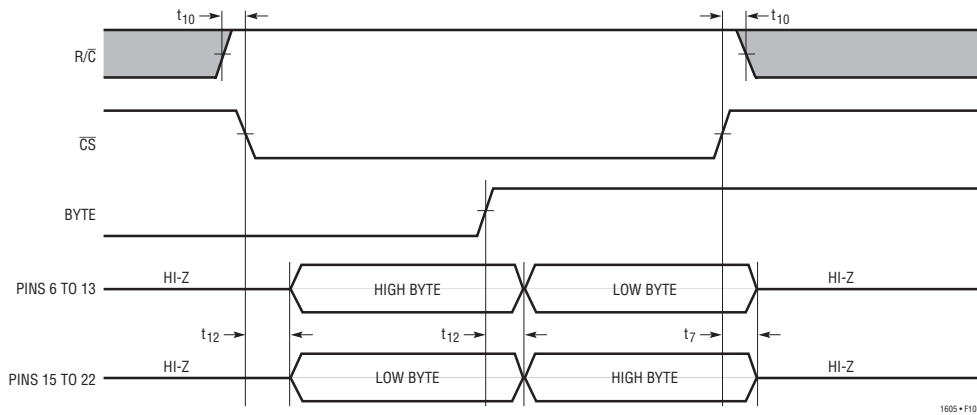 t10 t10
R/C̅
C̅S̅
BYTE
PINS 6 TO 13 HI-Z HIGH BYTE LOW BYTE HI-Z
t12 t12 t7
PINS 15 TO 22 HI-Z LOW BYTE HIGH BYTE HI-Z
1605 • F10